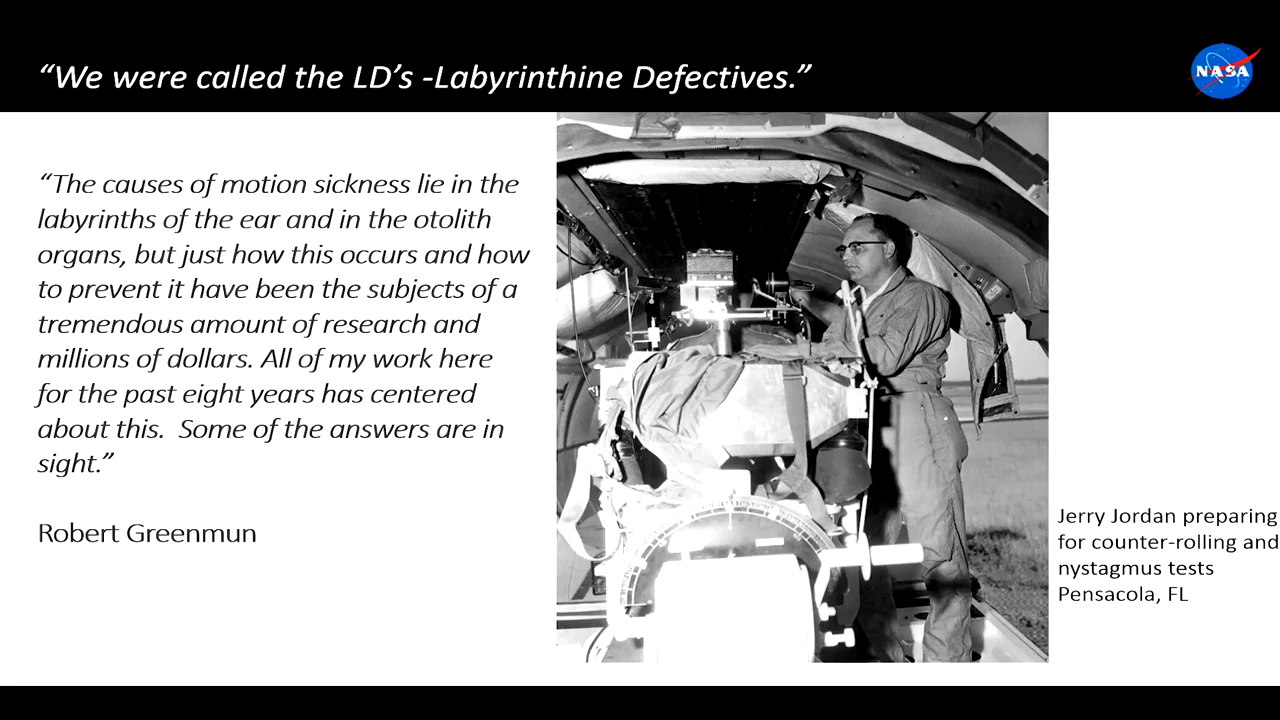 “We were called the LD’s -Labyrinthine Defectives.”
NASA
“The causes of motion sickness lie in the
labyrinths of the ear and in the otolith
organs, but just how this occurs and how
to prevent it have been the subjects of a
tremendous amount of research and
millions of dollars. All of my work here
for the past eight years has centered
about this.  Some of the answers are in
sight.”
Robert Greenmun
Jerry Jordan preparing
for counter-rolling and
nystagmus tests
Pensacola, FL